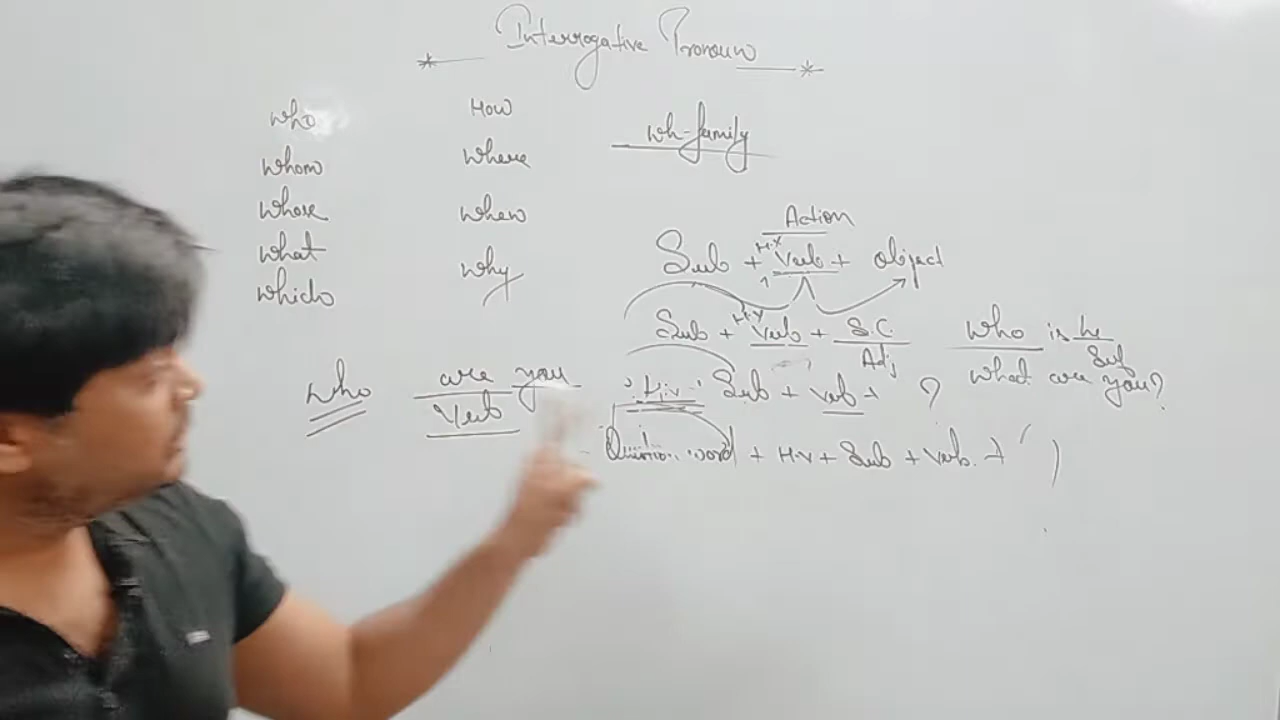 Interrogative Pronoun
who How
whom where
whose when
what why
which
wh-family
Action
H.V
Sub + Verb + object
H.V
Sub + Verb + S.C.
Adj
who is he
Sub
what are you?
who are you
Verb
H.V Sub + Verb + ?
Question word + H.V + Sub + Verb +